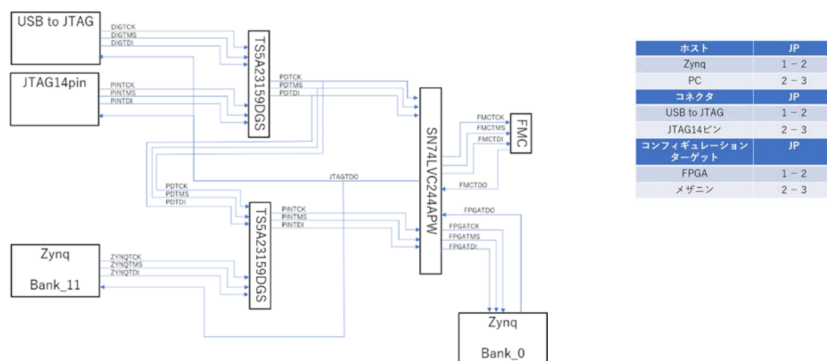 USB to JTAG
DIGTCK
DIGTMS
DIGTDI
JTAG14pin
PINTCK
PINTMS
PINTDI
TS5A23159DGS
PDTCK
PDTMS
PDTDI
SN74LVC244APW
FMCTCK
FMCTMS
FMCTDI
FMC
FMCTDO
JTAGTDO
PDTCK
PDTMS
PDTDI
TS5A23159DGS
PINTCK
PINTMS
PINTDI
FPGATDO
FPGATCK
FPGATMS
FPGATDI
Zynq
Bank_11
ZYNQTCK
ZYNQTMS
ZYNQTDI
Zynq
Bank_0
ホスト JP
Zynq 1 − 2
PC 2 − 3
コネクタ JP
USB to JTAG 1 − 2
JTAG14ピン 2 − 3
コンフィギュレーション JP
ターゲット
FPGA 1 − 2
メザニン 2 − 3